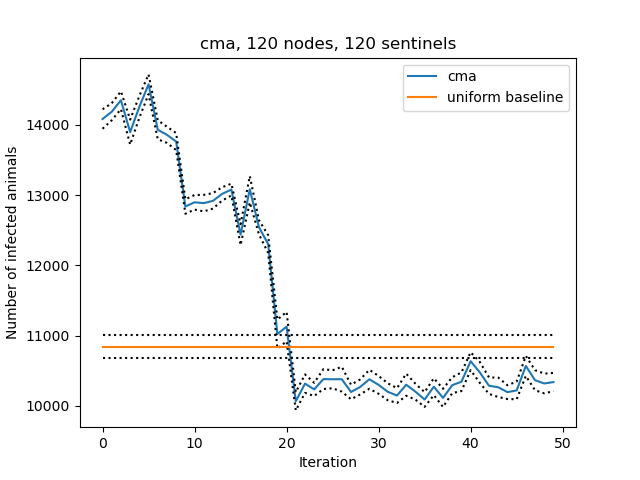 cma, 120 nodes, 120 sentinels
cma
uniform baseline
Number of infected animals
14000
13000
12000
11000
10000
0 10 20 30 40 50
Iteration